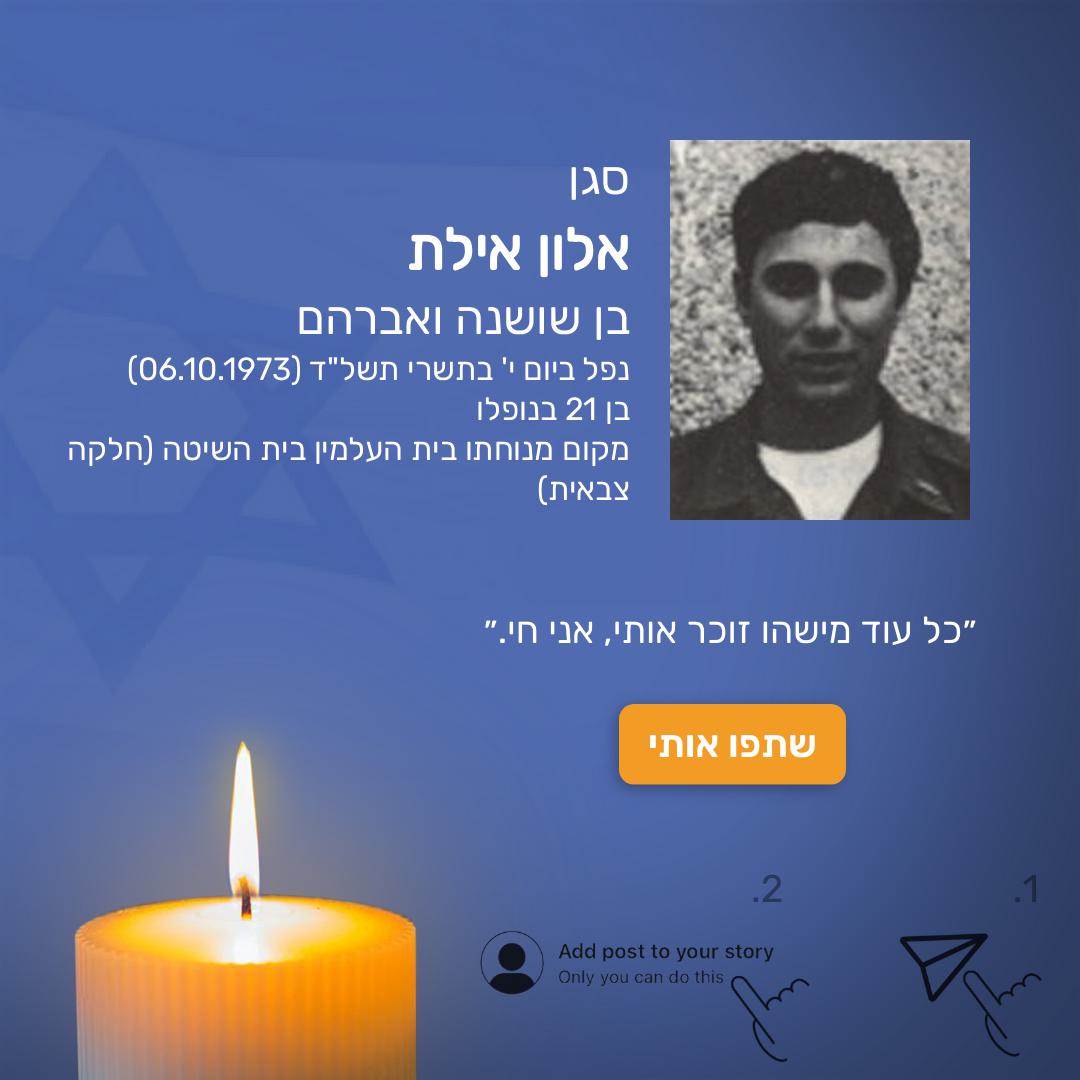 סגן
אלון אילת
בן שושנה ואברהם
נפל ביום י' בתשרי תשל"ד (06.10.1973)
בן 21 בנופלו
מקום מנוחתו בית העלמין בית השיטה (חלקה
צבאית)
״כל עוד מישהו זוכר אותי, אני חי.״
שתפו אותי
1.
2.
Add post to your story
Only you can do this